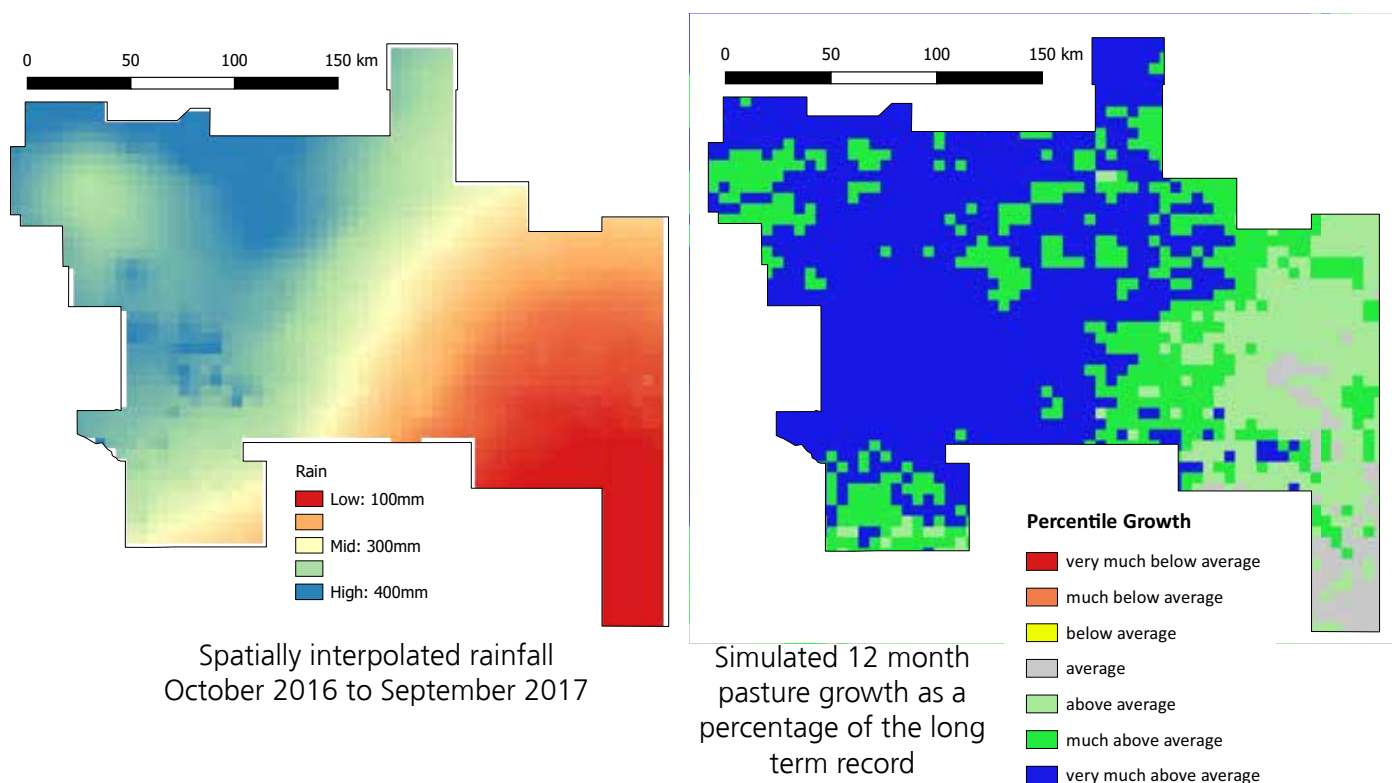 0 50 100 150 km
Rain
Low: 100mm
Mid: 300mm
High: 400mm
Spatially interpolated rainfall
October 2016 to September 2017
0 50 100 150 km
Percentile Growth
very much below average
much below average
below average
average
above average
much above average
very much above average
Simulated 12 month
pasture growth as a
percentage of the long
term record